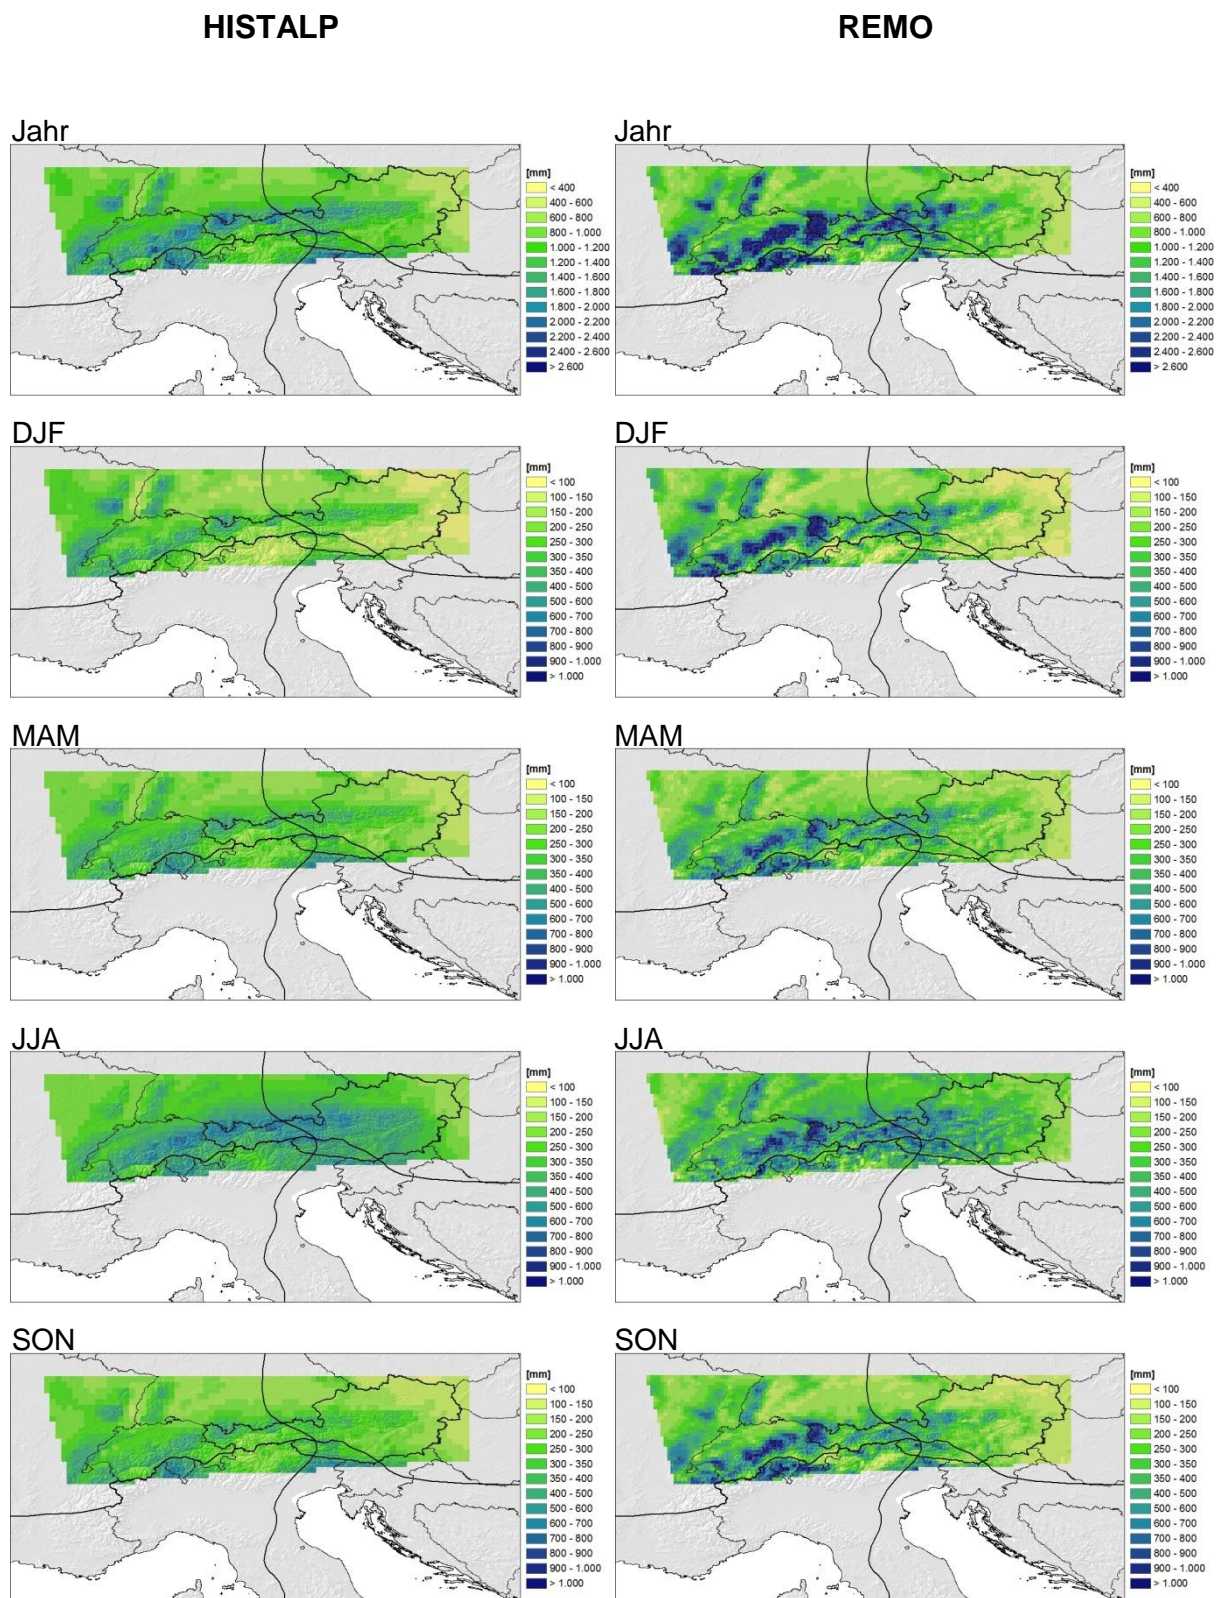 HISTALP
REMO
Jahr
[mm]
< 400
400 - 600
600 - 800
800 - 1.000
1.000 - 1.200
1.200 - 1.400
1.400 - 1.600
1.600 - 1.800
1.800 - 2.000
2.000 - 2.200
2.200 - 2.400
2.400 - 2.600
> 2.600
Jahr
[mm]
< 400
400 - 600
600 - 800
800 - 1.000
1.000 - 1.200
1.200 - 1.400
1.400 - 1.600
1.600 - 1.800
1.800 - 2.000
2.000 - 2.200
2.200 - 2.400
2.400 - 2.600
> 2.600
DJF
[mm]
< 100
100 - 150
150 - 200
200 - 250
250 - 300
300 - 350
350 - 400
400 - 500
500 - 600
600 - 700
700 - 800
800 - 900
900 - 1.000
> 1.000
DJF
[mm]
< 100
100 - 150
150 - 200
200 - 250
250 - 300
300 - 350
350 - 400
400 - 500
500 - 600
600 - 700
700 - 800
800 - 900
900 - 1.000
> 1.000
MAM
[mm]
< 100
100 - 150
150 - 200
200 - 250
250 - 300
300 - 350
350 - 400
400 - 500
500 - 600
600 - 700
700 - 800
800 - 900
900 - 1.000
> 1.000
MAM
[mm]
< 100
100 - 150
150 - 200
200 - 250
250 - 300
300 - 350
350 - 400
400 - 500
500 - 600
600 - 700
700 - 800
800 - 900
900 - 1.000
> 1.000
JJA
[mm]
< 100
100 - 150
150 - 200
200 - 250
250 - 300
300 - 350
350 - 400
400 - 500
500 - 600
600 - 700
700 - 800
800 - 900
900 - 1.000
> 1.000
JJA
[mm]
< 100
100 - 150
150 - 200
200 - 250
250 - 300
300 - 350
350 - 400
400 - 500
500 - 600
600 - 700
700 - 800
800 - 900
900 - 1.000
> 1.000
SON
[mm]
< 100
100 - 150
150 - 200
200 - 250
250 - 300
300 - 350
350 - 400
400 - 500
500 - 600
600 - 700
700 - 800
800 - 900
900 - 1.000
> 1.000
SON
[mm]
< 100
100 - 150
150 - 200
200 - 250
250 - 300
300 - 350
350 - 400
400 - 500
500 - 600
600 - 700
700 - 800
800 - 900
900 - 1.000
> 1.000